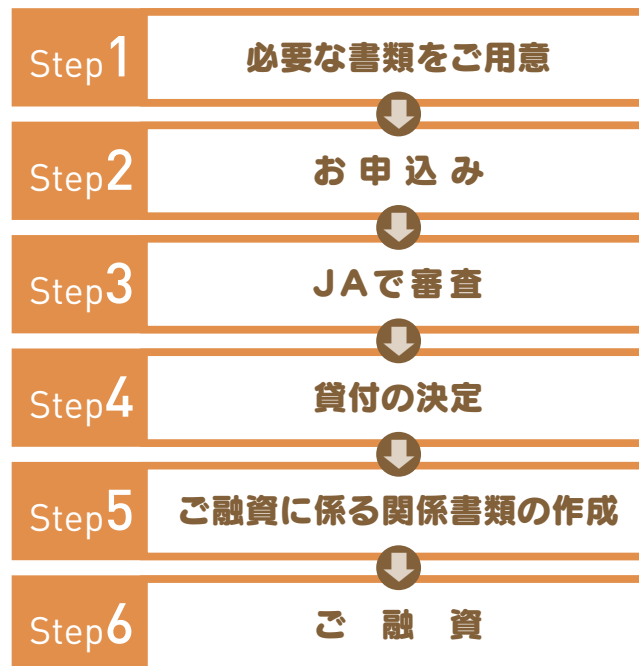 Step1 必要な書類をご用意
Step2 お申込み
Step3 JAで審査
Step4 貸付の決定
Step5 ご融資に係る関係書類の作成
Step6 ご融資